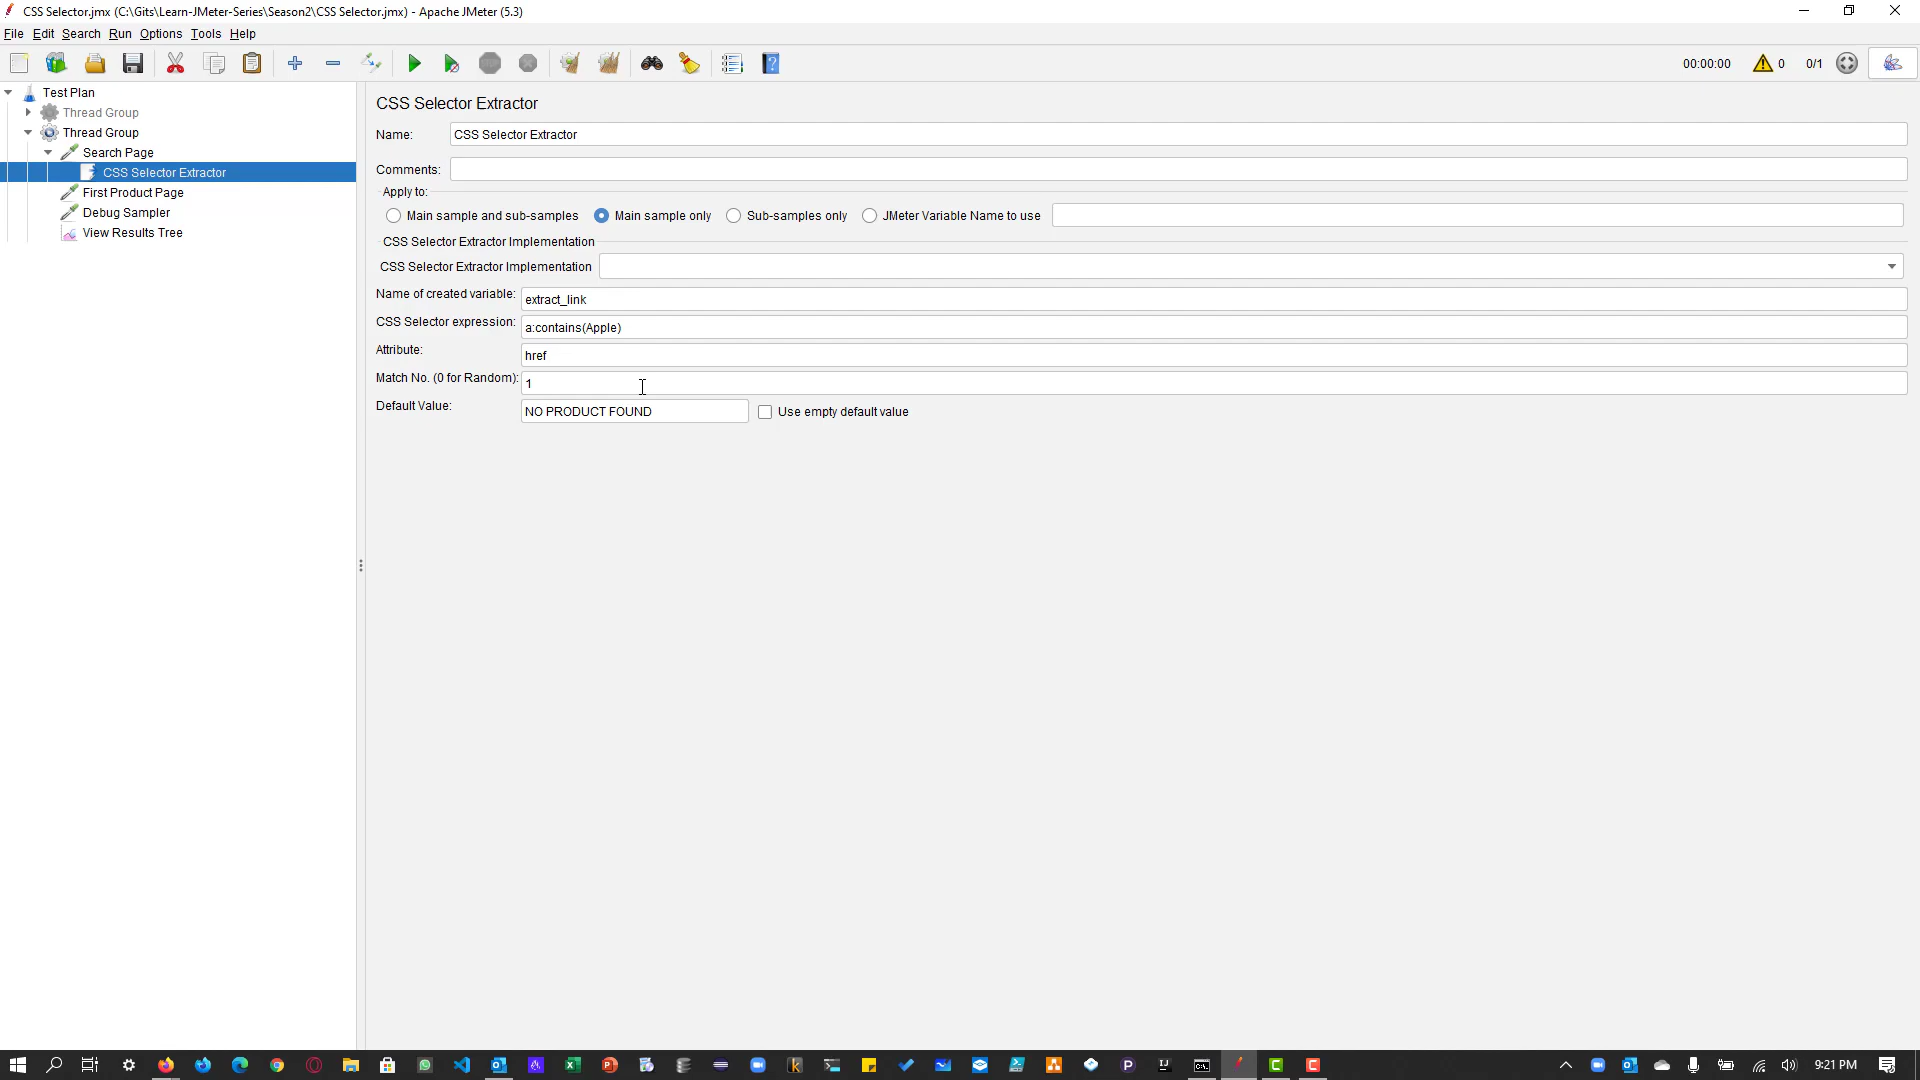 CSS Selector.jmx (C:\Gits\Learn-JMeter-Series\Season2\CSS Selector.jmx) - Apache JMeter (5.3)
File Edit Search Run Options Tools Help
00:00:00 0 0/1
Test Plan
Thread Group
Thread Group
Search Page
CSS Selector Extractor
First Product Page
Debug Sampler
View Results Tree
CSS Selector Extractor
Name: CSS Selector Extractor
Comments:
Apply to:
Main sample and sub-samples Main sample only Sub-samples only JMeter Variable Name to use
CSS Selector Extractor Implementation
CSS Selector Extractor Implementation
Name of created variable: extract_link
CSS Selector expression: a:contains(Apple)
Attribute: href
Match No. (0 for Random): 1
Default Value: NO PRODUCT FOUND Use empty default value
9:21 PM